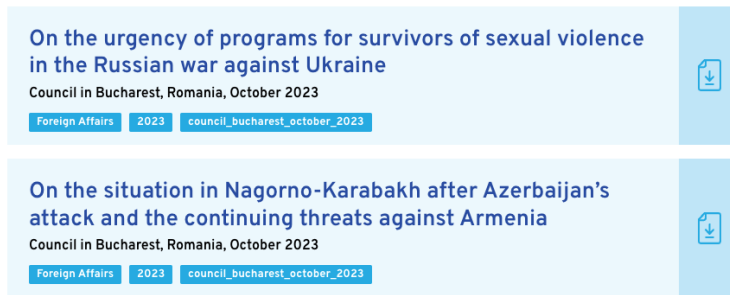 On the urgency of programs for survivors of sexual violence
in the Russian war against Ukraine
Council in Bucharest, Romania, October 2023
Foreign Affairs 2023 council_bucharest_october_2023
On the situation in Nagorno-Karabakh after Azerbaijan’s
attack and the continuing threats against Armenia
Council in Bucharest, Romania, October 2023
Foreign Affairs 2023 council_bucharest_october_2023